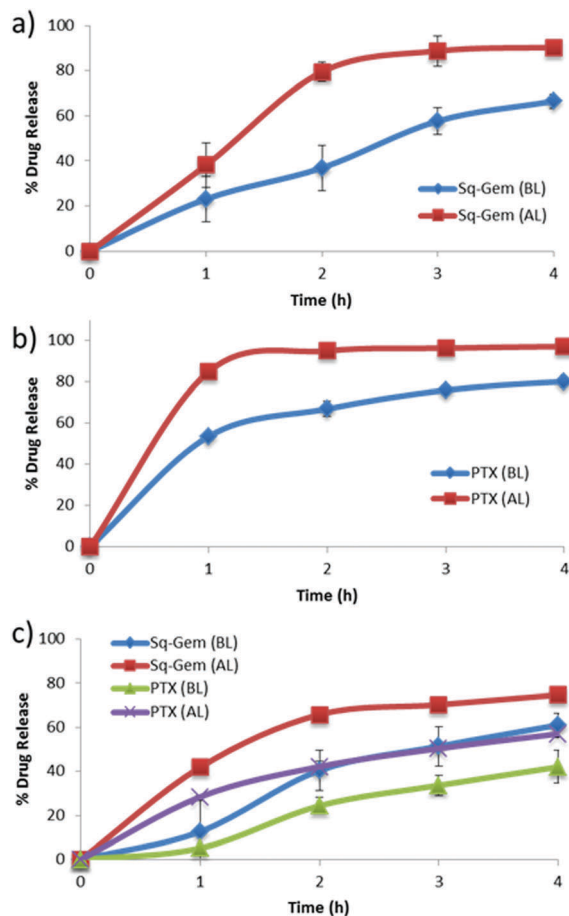 a)
100
80
60
40
20
0
% Drug Release
Sq-Gem (BL)
Sq-Gem (AL)
0 1 2 3 4
Time (h)
b)
100
80
60
40
20
0
% Drug Release
PTX (BL)
PTX (AL)
0 1 2 3 4
Time (h)
c)
100
80
60
40
20
0
% Drug Release
Sq-Gem (BL)
Sq-Gem (AL)
PTX (BL)
PTX (AL)
0 1 2 3 4
Time (h)